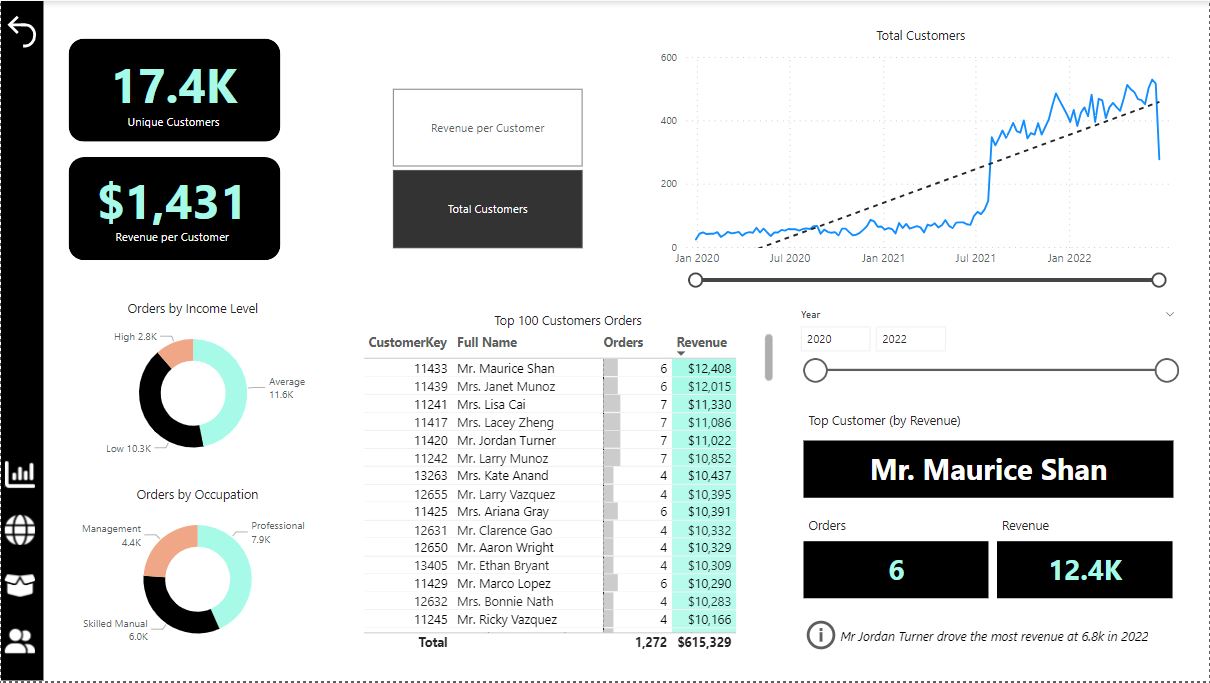 17.4K
Unique Customers
$1,431
Revenue per Customer
Revenue per Customer
Total Customers
Total Customers
600
400
200
0
Jan 2020 Jul 2020 Jan 2021 Jul 2021 Jan 2022
Orders by Income Level
High 2.8K
Average
11.6K
Low 10.3K
Orders by Occupation
Management
4.4K
Professional
7.9K
Skilled Manual
6.0K
Top 100 Customers Orders
CustomerKey Full Name Orders Revenue
11433 Mr. Maurice Shan 6 $12,408
11439 Mrs. Janet Munoz 6 $12,015
11241 Mrs. Lisa Cai 7 $11,330
11417 Mrs. Lacey Zheng 7 $11,086
11420 Mr. Jordan Turner 7 $11,022
11242 Mr. Larry Munoz 7 $10,852
13263 Mrs. Kate Anand 4 $10,437
12655 Mr. Larry Vazquez 4 $10,395
11425 Mrs. Ariana Gray 6 $10,391
12631 Mr. Clarence Gao 4 $10,332
12650 Mr. Aaron Wright 4 $10,329
13405 Mr. Ethan Bryant 4 $10,309
11429 Mr. Marco Lopez 6 $10,290
12632 Mrs. Bonnie Nath 4 $10,283
11245 Mr. Ricky Vazquez 4 $10,166
Total 1,272 $615,329
Year
2020 2022
Top Customer (by Revenue)
Mr. Maurice Shan
Orders Revenue
6 12.4K
Mr Jordan Turner drove the most revenue at 6.8k in 2022